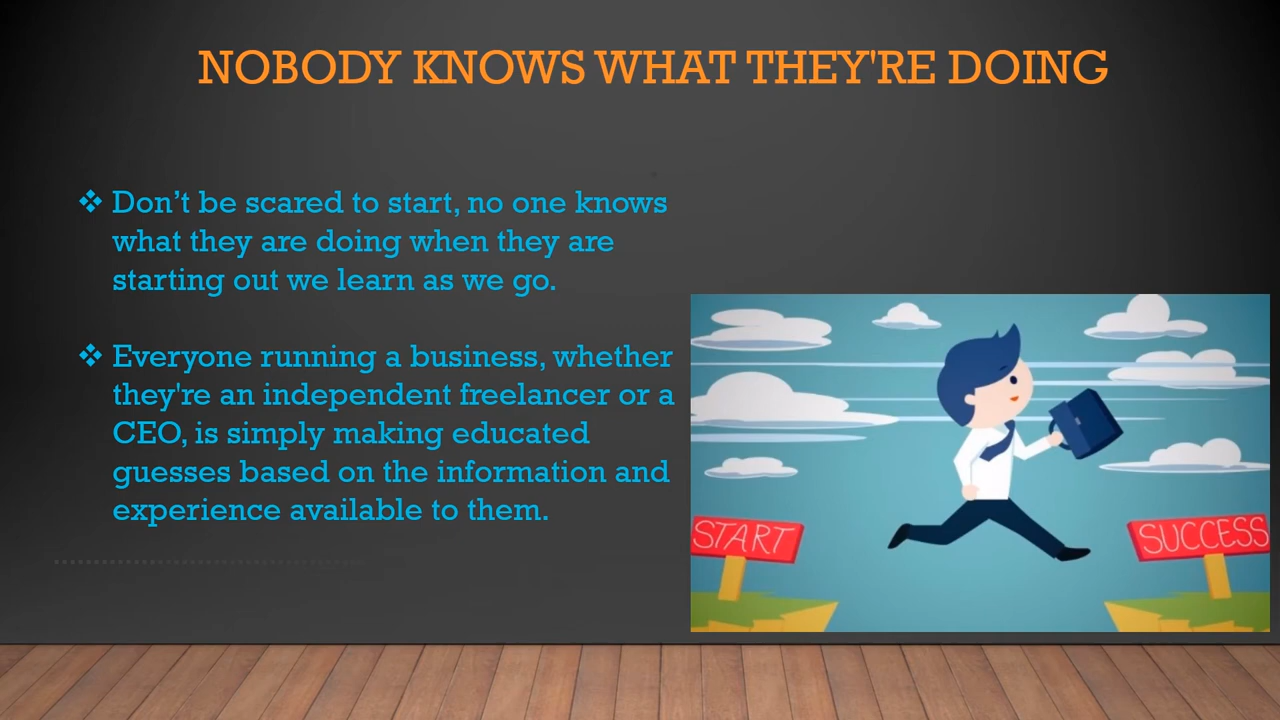 NOBODY KNOWS WHAT THEY'RE DOING
❖ Don’t be scared to start, no one knows
what they are doing when they are
starting out we learn as we go.
❖ Everyone running a business, whether
they're an independent freelancer or a
CEO, is simply making educated
guesses based on the information and
experience available to them.
START
SUCCESS